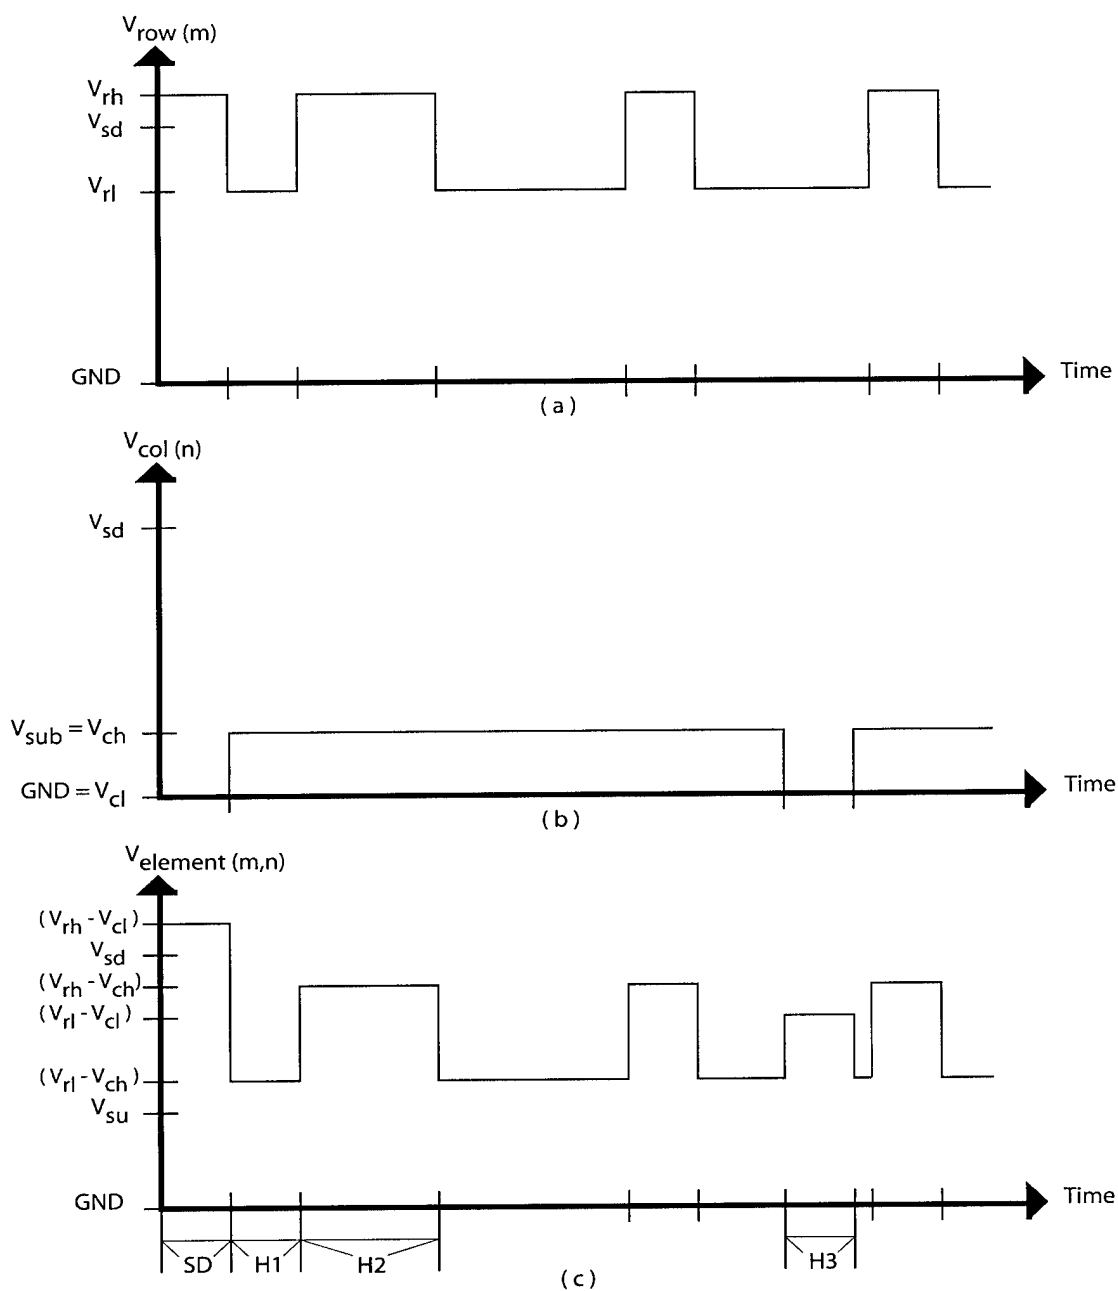 V_row (m)
V_rh
V_sd
V_rl
GND
Time
( a )
V_col (n)
V_sd
V_sub = V_ch
GND = V_cl
Time
( b )
V_element (m,n)
( V_rh - V_cl )
V_sd
( V_rh - V_ch )
( V_rl - V_cl )
( V_rl - V_ch )
V_su
GND
Time
SD H1 H2 H3
( c )